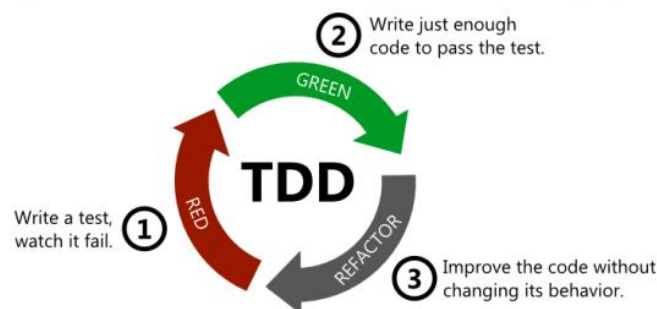 2 Write just enough
code to pass the test.
GREEN
TDD
RED
Write a test,
watch it fail. 1
REFACTOR
3 Improve the code without
changing its behavior.